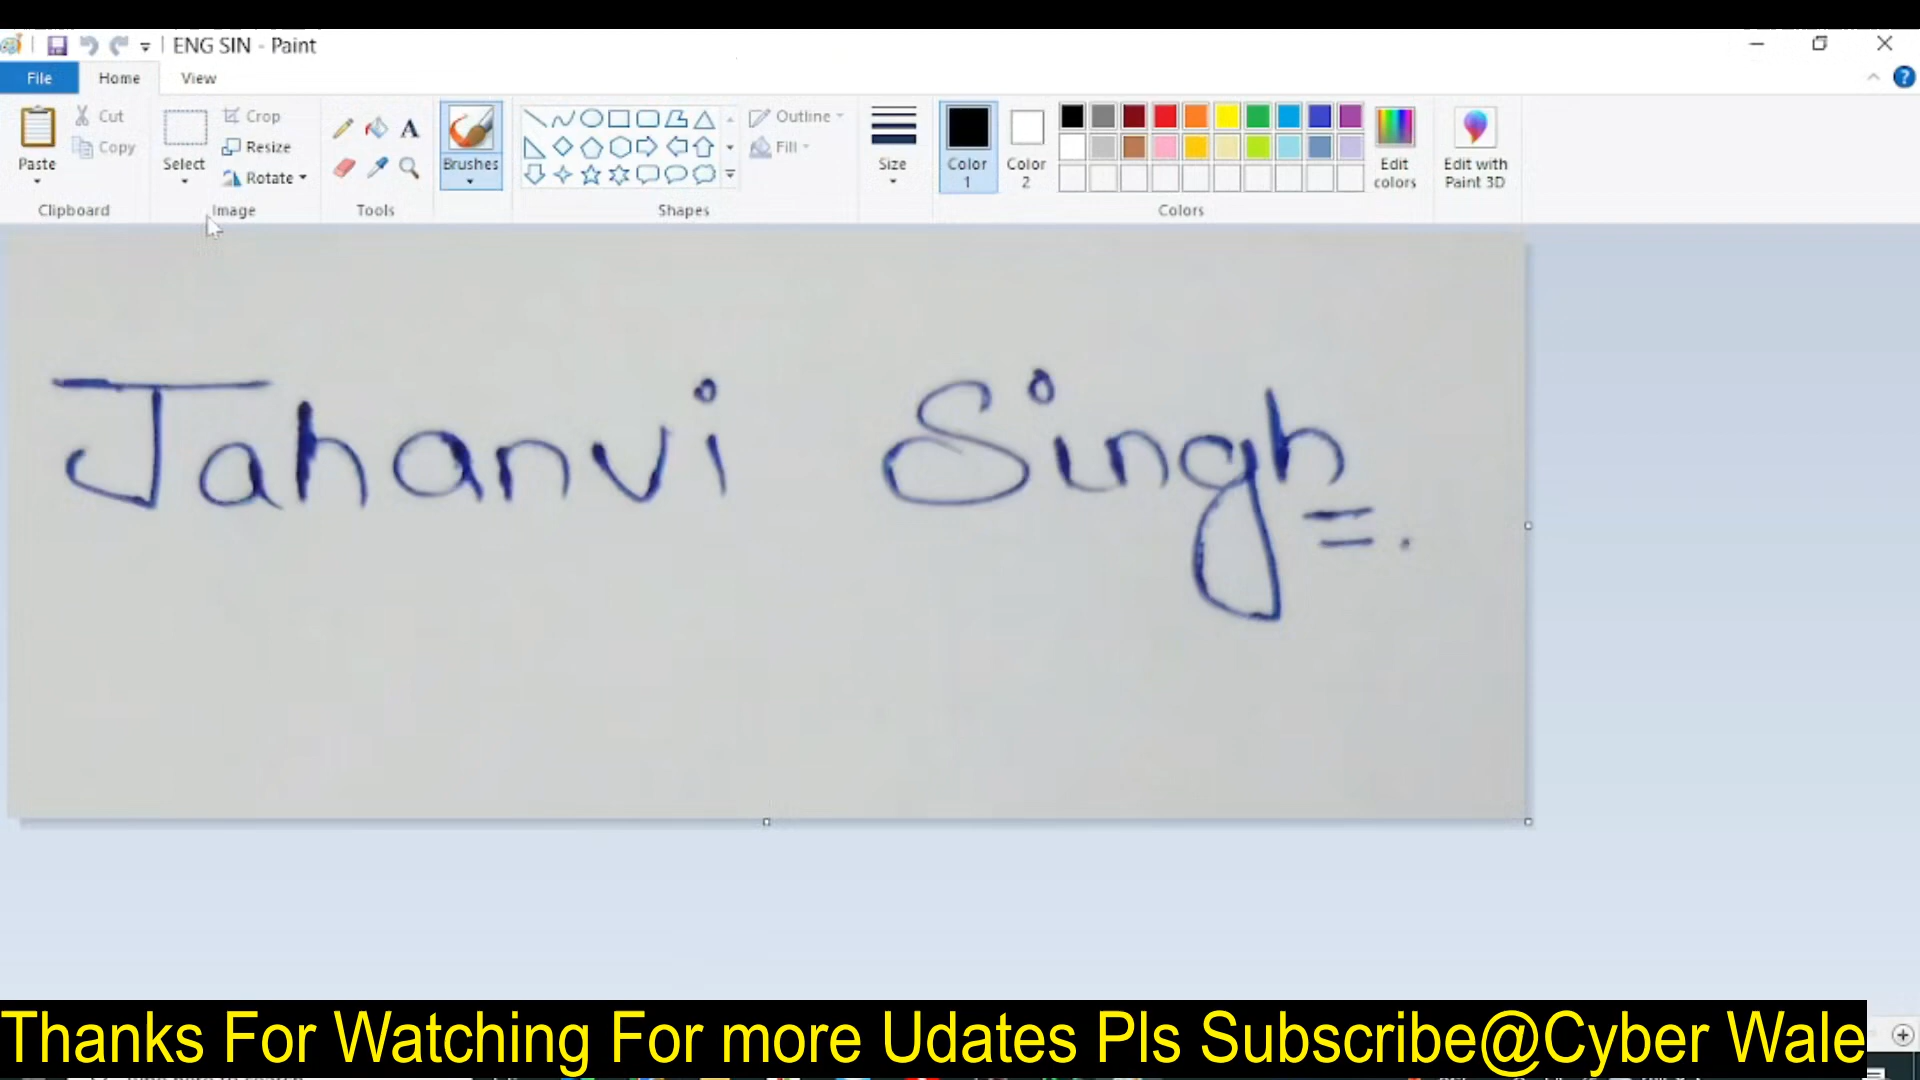 ENG SIN - Paint
File Home View
Paste Cut Copy Select Crop Resize Rotate A Brushes Outline Fill Size Color 1 Color 2 Edit colors Edit with Paint 3D
Clipboard Image Tools Shapes Colors
Jahanvi Singh
Thanks For Watching For more Udates Pls Subscribe@Cyber Wale